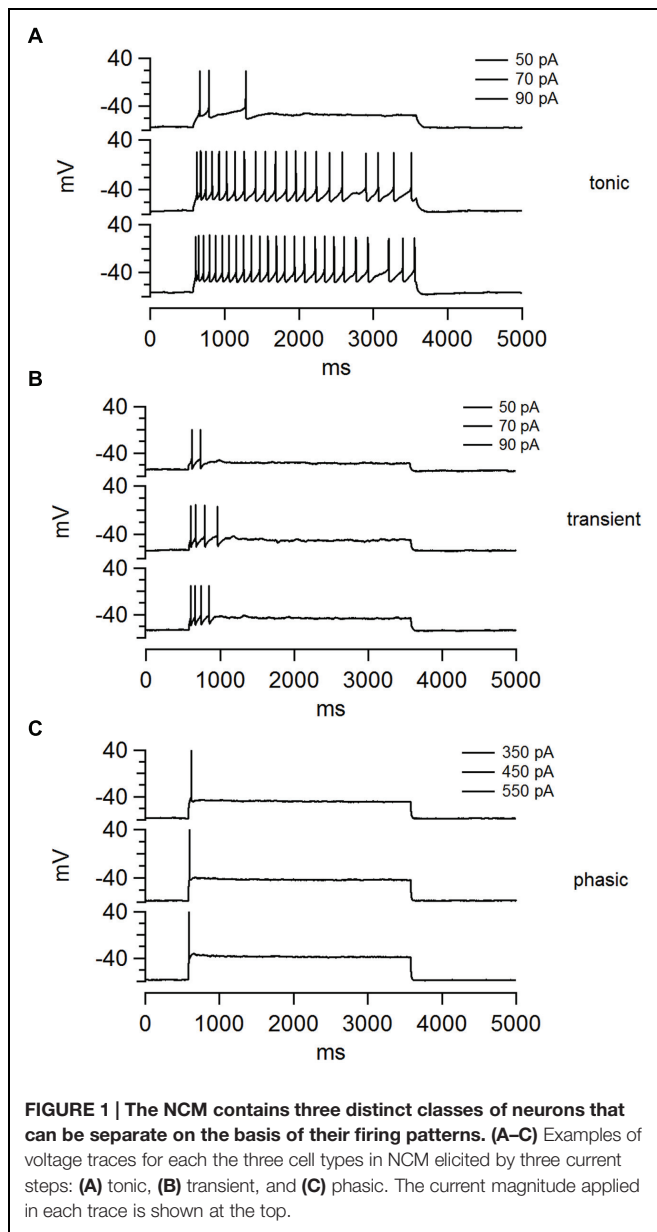 A
40
-40
50 pA
70 pA
90 pA
-40
mV
tonic
-40
0 1000 2000 3000 4000 5000
ms
B
40
-40
50 pA
70 pA
90 pA
40
-40
mV
transient
40
-40
0 1000 2000 3000 4000 5000
ms
C
40
-40
350 pA
450 pA
550 pA
40
-40
mV
phasic
40
-40
0 1000 2000 3000 4000 5000
ms
FIGURE 1 | The NCM contains three distinct classes of neurons that
can be separate on the basis of their firing patterns. (A–C) Examples of
voltage traces for each the three cell types in NCM elicited by three current
steps: (A) tonic, (B) transient, and (C) phasic. The current magnitude applied
in each trace is shown at the top.